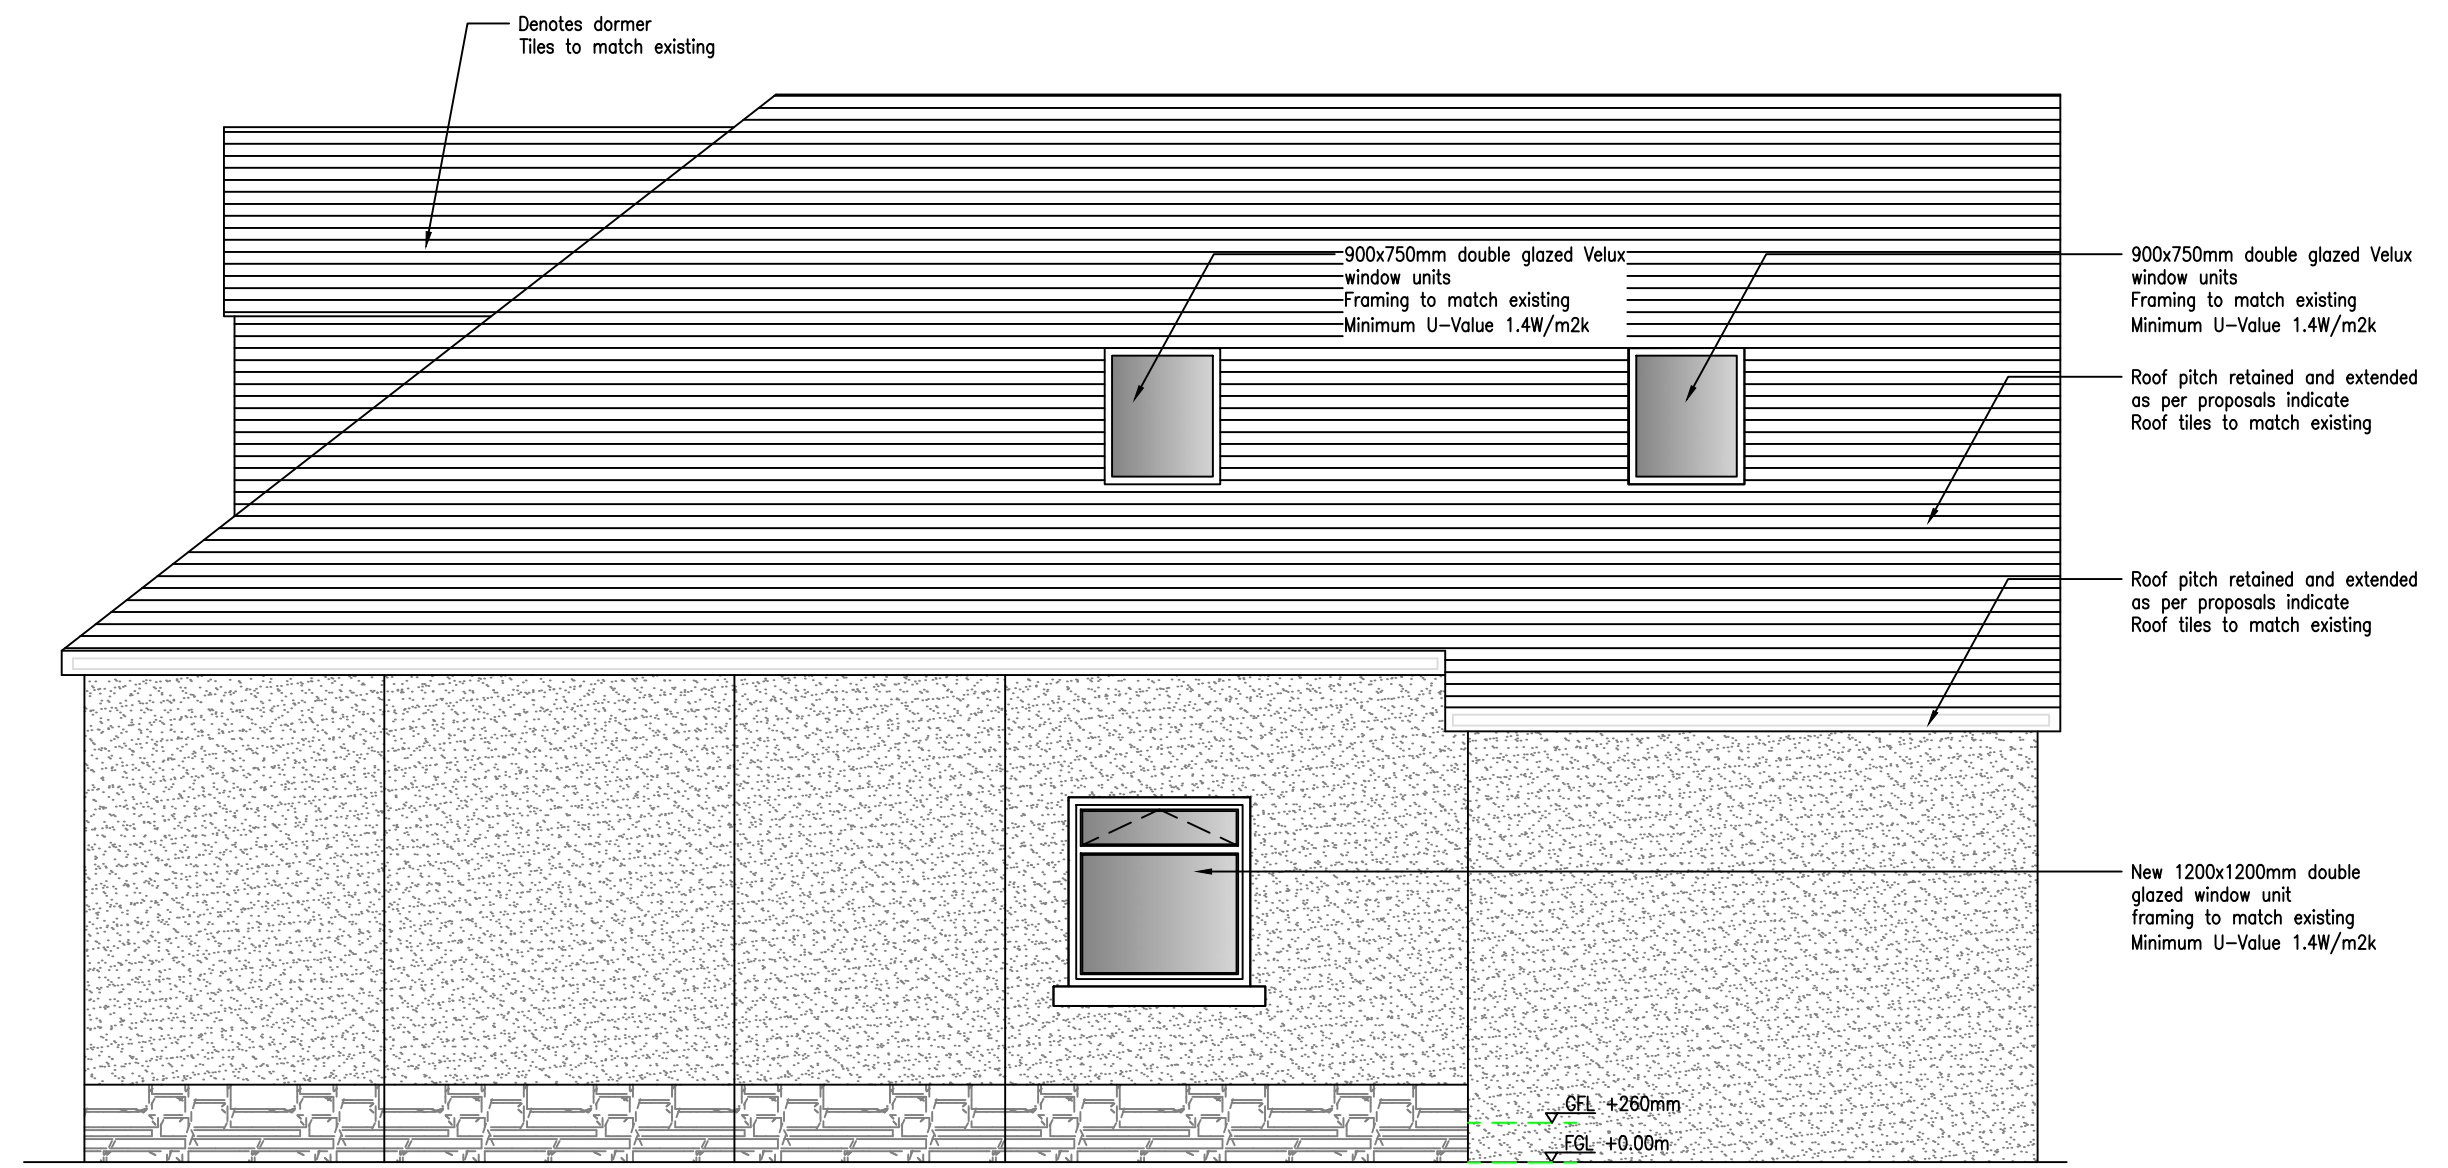 Denotes dormer
Tiles to match existing
900x750mm double glazed Velux
window units
Framing to match existing
Minimum U-Value 1.4W/m2k
900x750mm double glazed Velux
window units
Framing to match existing
Minimum U-Value 1.4W/m2k
Roof pitch retained and extended
as per proposals indicate
Roof tiles to match existing
Roof pitch retained and extended
as per proposals indicate
Roof tiles to match existing
New 1200x1200mm double
glazed window unit
framing to match existing
Minimum U-Value 1.4W/m2k
GFL +260mm
FGL +0.00m